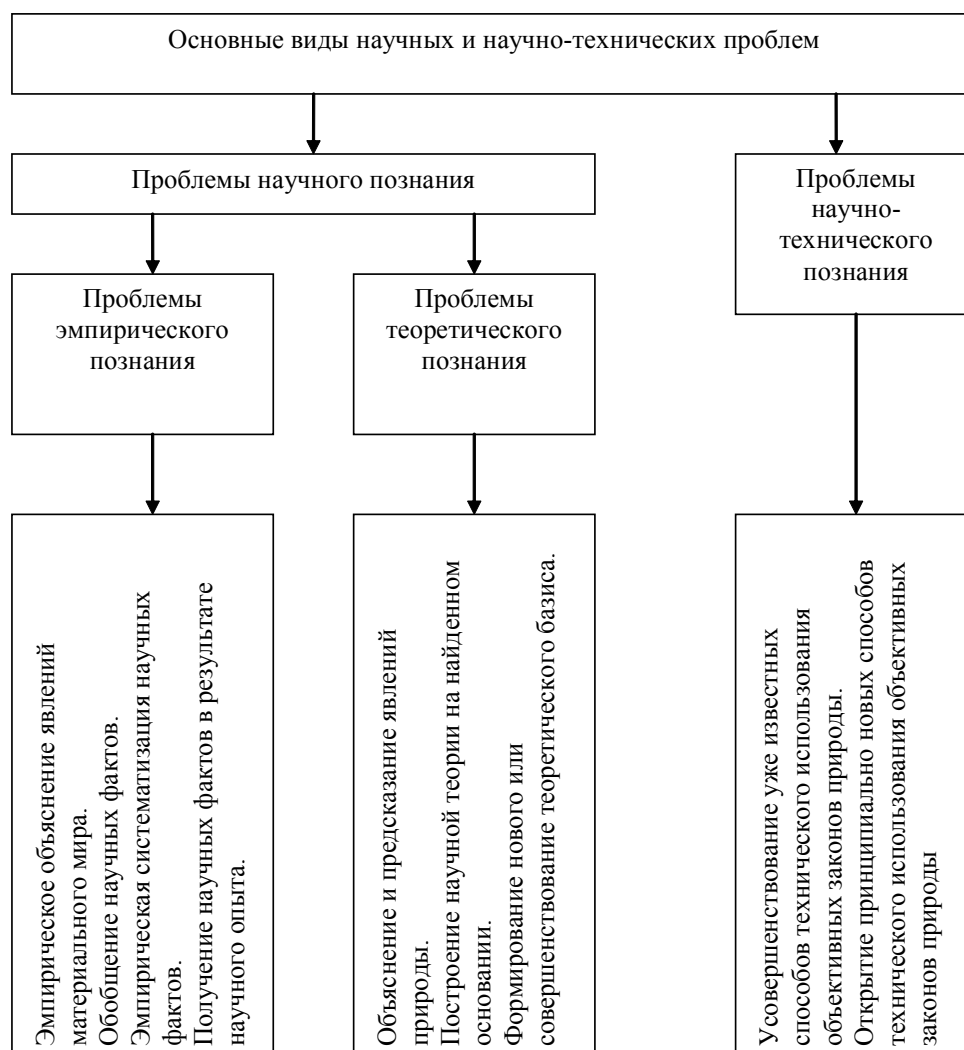 Основные виды научных и научно-технических проблем
Проблемы научного познания
Проблемы
научно-
технического
познания
Проблемы
эмпирического
познания
Проблемы
теоретического
познания
Эмпирическое объяснение явлений
материального мира.
Обобщение научных фактов.
Эмпирическая систематизация научных
фактов.
Получение научных фактов в результате
научного опыта.
Объяснение и предсказание явлений
природы.
Построение научной теории на найденном
основании.
Формирование нового или
совершенствование теоретического базиса.
Усовершенствование уже известных
способов технического использования
объективных законов природы.
Открытие принципиально новых способов
технического использования объективных
законов природы